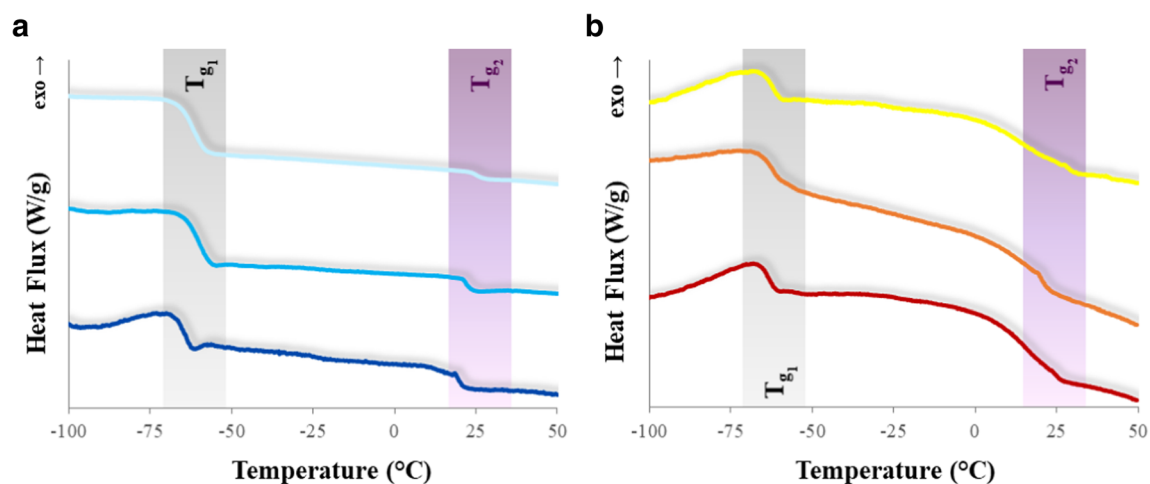 a
exo →
Heat Flux (W/g)
Tg1
Tg2
-100 -75 -50 -25 0 25 50
Temperature (°C)
b
exo →
Heat Flux (W/g)
Tg1
Tg2
-100 -75 -50 -25 0 25 50
Temperature (°C)